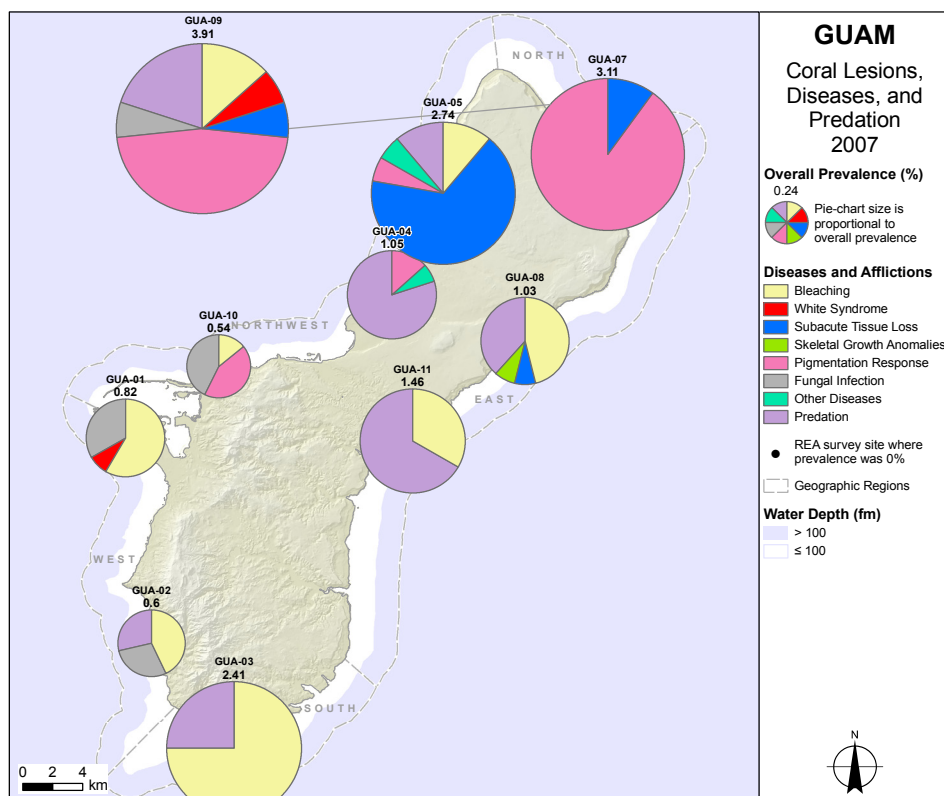 GUA-09
3.91
NORTH
GUA-07
3.11
GUA-05
2.74
GUA-04
1.05
GUA-08
1.03
GUA-10
0.54
NORTHWEST
GUA-01
0.82
GUA-11
1.46
EAST
WEST
GUA-02
0.6
GUA-03
2.41
SOUTH
0 2 4
km
GUAM
Coral Lesions,
Diseases, and
Predation
2007
Overall Prevalence (%)
0.24
Pie-chart size is
proportional to
overall prevalence
Diseases and Afflictions
Bleaching
White Syndrome
Subacute Tissue Loss
Skeletal Growth Anomalies
Pigmentation Response
Fungal Infection
Other Diseases
Predation
REA survey site where
prevalence was 0%
Geographic Regions
Water Depth (fm)
> 100
≤ 100
N